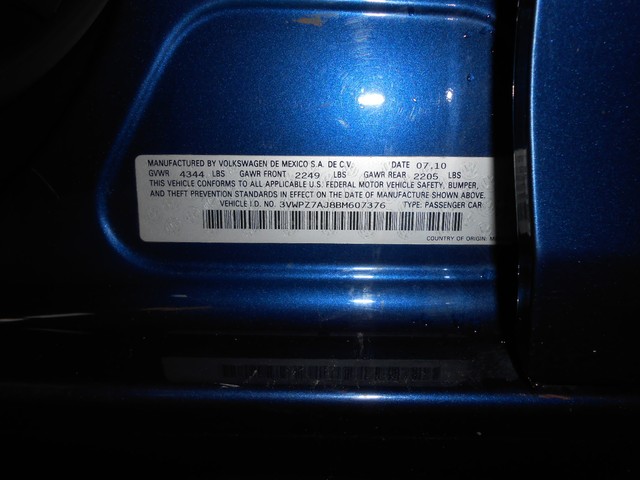 MANUFACTURED BY VOLKSWAGEN DE MEXICO S.A. DE C.V. DATE 07,10
GVWR 4344 LBS GAWR FRONT 2249 LBS GAWR REAR 2205 LBS
THIS VEHICLE CONFORMS TO ALL APPLICABLE U.S. FEDERAL MOTOR VEHICLE SAFETY, BUMPER,
AND THEFT PREVENTION STANDARDS IN EFFECT ON THE DATE OF MANUFACTURE SHOWN ABOVE.
VEHICLE I.D. NO. 3VWPZ7AJ8BM607376 TYPE: PASSENGER CAR
COUNTRY OF ORIGIN: